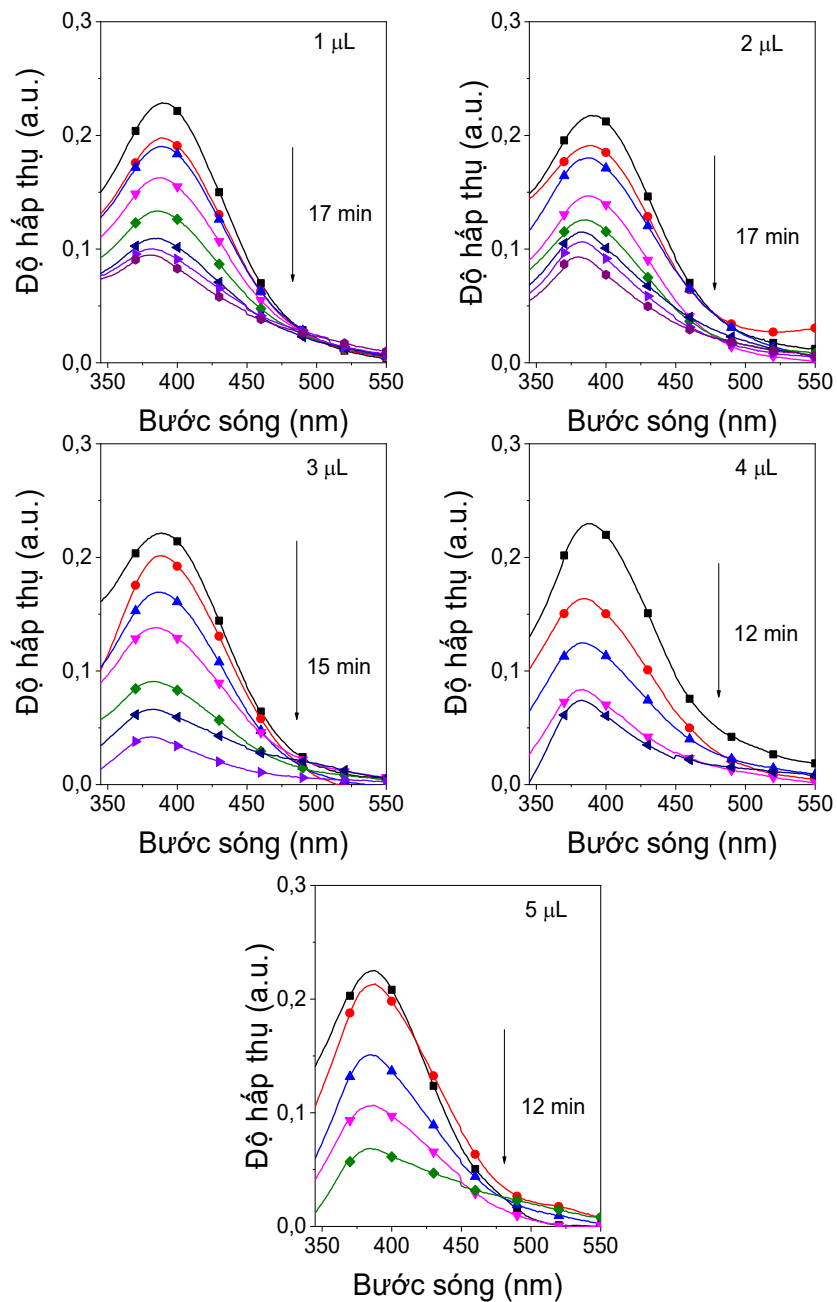 1 μL
Độ hấp thụ (a.u.)
0,3
0,2
0,1
0,0
17 min
350 400 450 500 550
Bước sóng (nm)
2 μL
Độ hấp thụ (a.u.)
0,3
0,2
0,1
0,0
17 min
350 400 450 500 550
Bước sóng (nm)
3 μL
Độ hấp thụ (a.u.)
0,3
0,2
0,1
0,0
15 min
350 400 450 500 550
Bước sóng (nm)
4 μL
Độ hấp thụ (a.u.)
0,3
0,2
0,1
0,0
12 min
350 400 450 500 550
Bước sóng (nm)
5 μL
Độ hấp thụ (a.u.)
0,3
0,2
0,1
0,0
12 min
350 400 450 500 550
Bước sóng (nm)